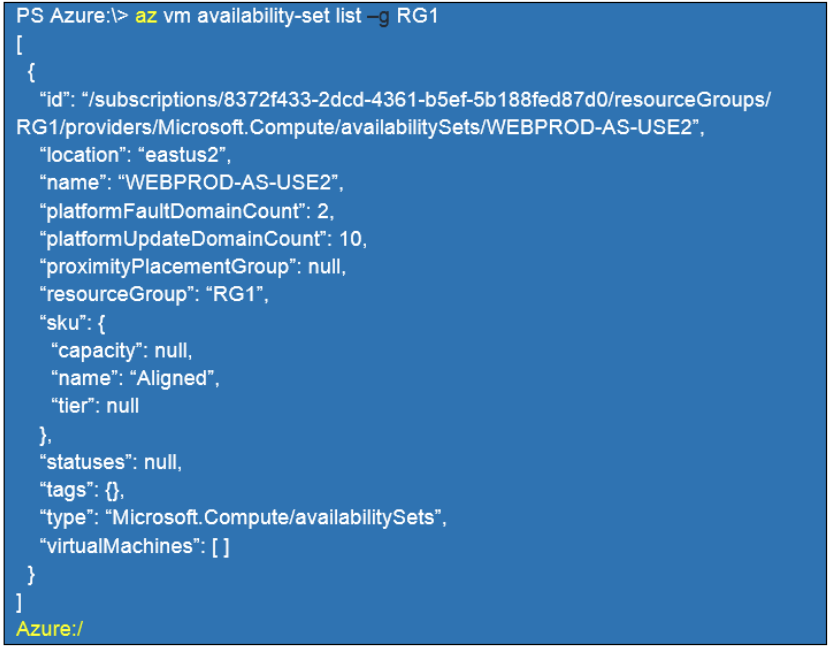 PS Azure:\> az vm availability-set list –g RG1
[
{
“id”: “/subscriptions/8372f433-2dcd-4361-b5ef-5b188fed87d0/resourceGroups/
RG1/providers/Microsoft.Compute/availabilitySets/WEBPROD-AS-USE2”,
“location”: “eastus2”,
“name”: “WEBPROD-AS-USE2”,
“platformFaultDomainCount”: 2,
“platformUpdateDomainCount”: 10,
“proximityPlacementGroup”: null,
“resourceGroup”: “RG1”,
“sku”: {
“capacity”: null,
“name”: “Aligned”,
“tier”: null
},
“statuses”: null,
“tags”: {},
“type”: “Microsoft.Compute/availabilitySets”,
“virtualMachines”: [ ]
}
]
Azure:/